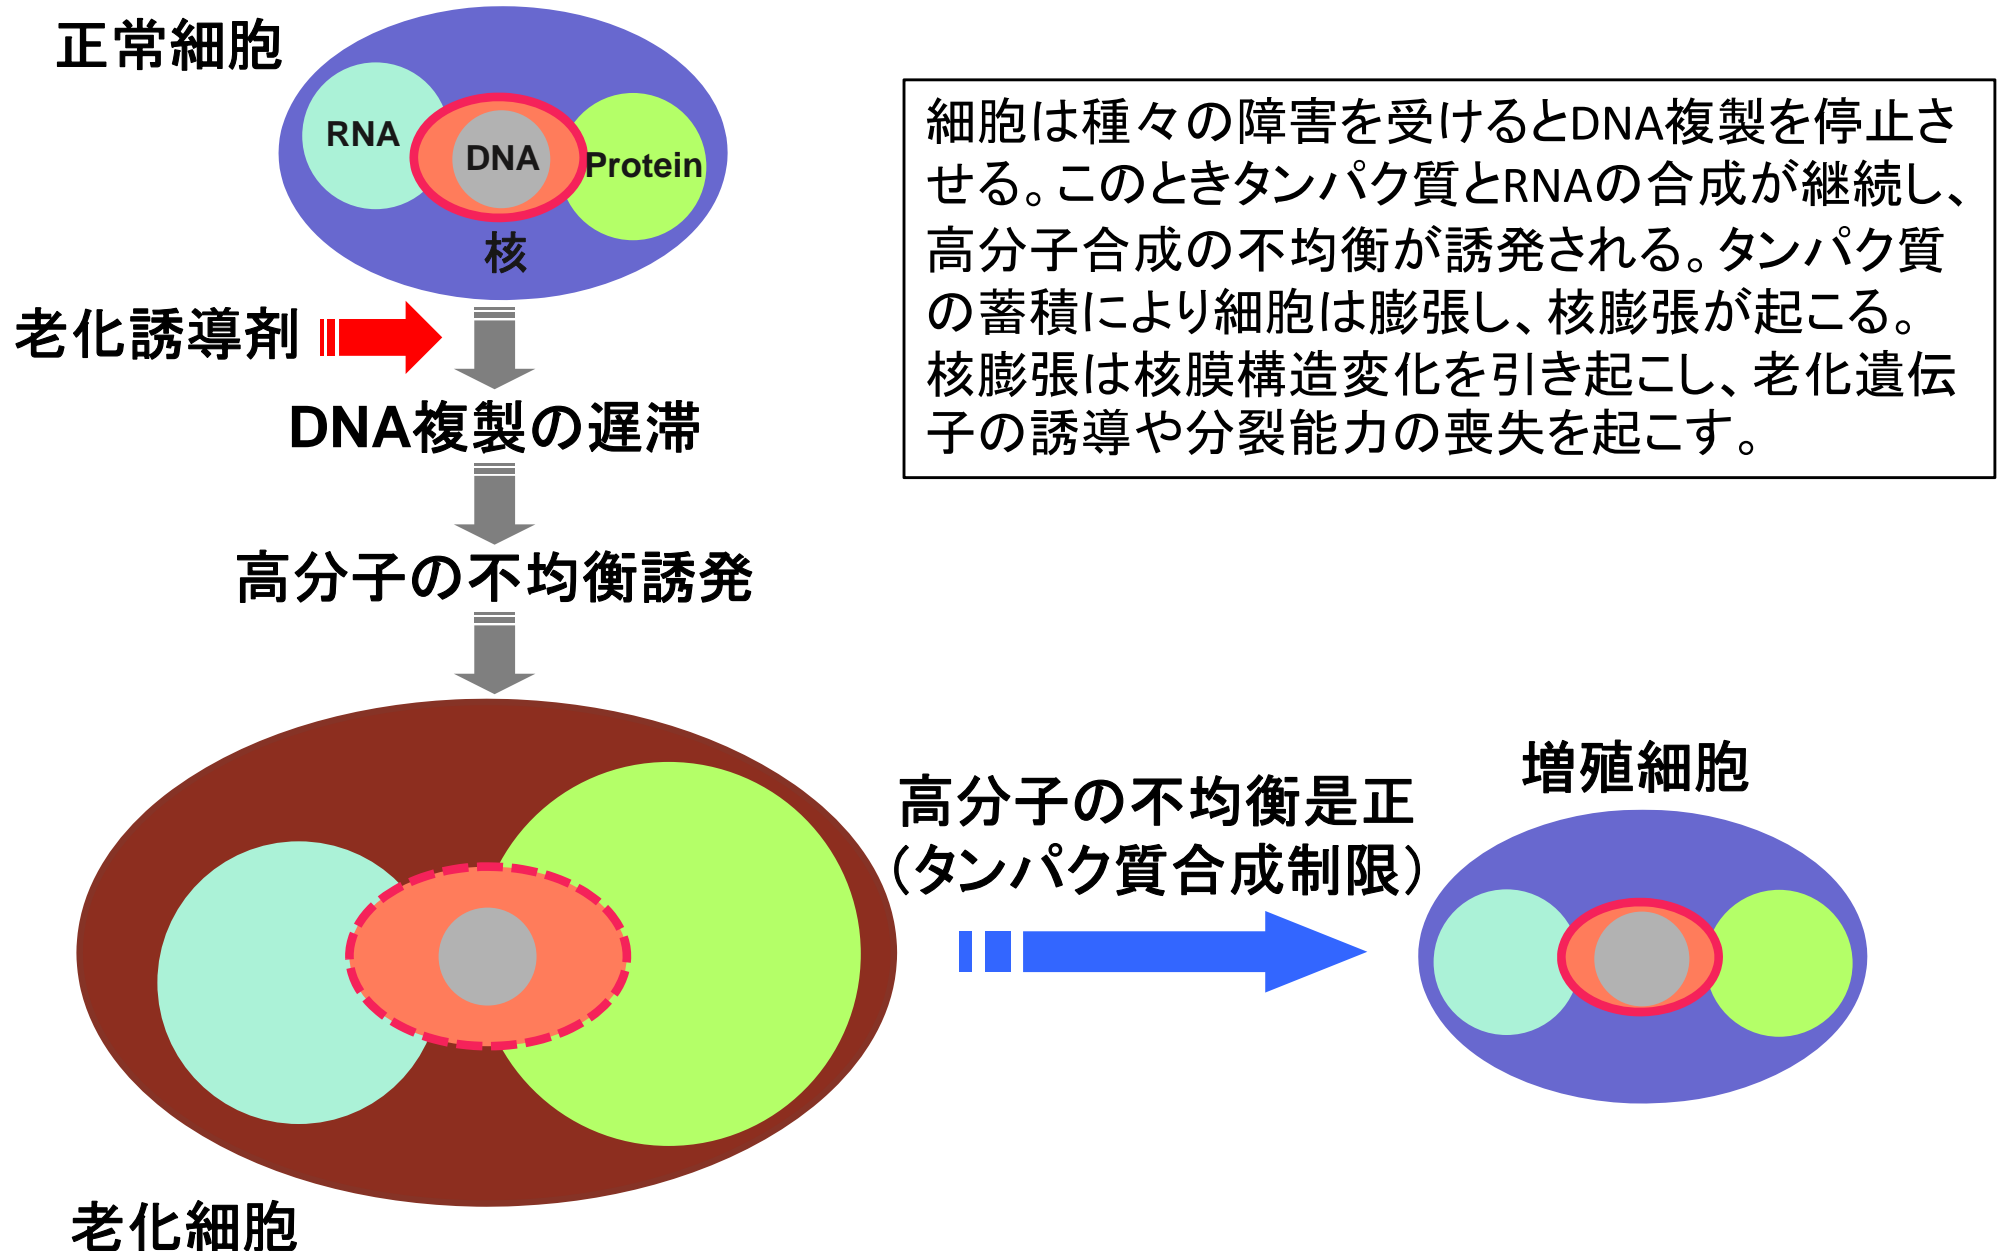 正常細胞
RNA
DNA
Protein
核
細胞は種々の障害を受けるとDNA複製を停止さ
せる。このときタンパク質とRNAの合成が継続し、
高分子合成の不均衡が誘発される。タンパク質
の蓄積により細胞は膨張し、核膨張が起こる。
核膨張は核膜構造変化を引き起こし、老化遺伝
子の誘導や分裂能力の喪失を起こす。
老化誘導剤
DNA複製の遅滞
高分子の不均衡誘発
高分子の不均衡是正
（タンパク質合成制限）
増殖細胞
老化細胞